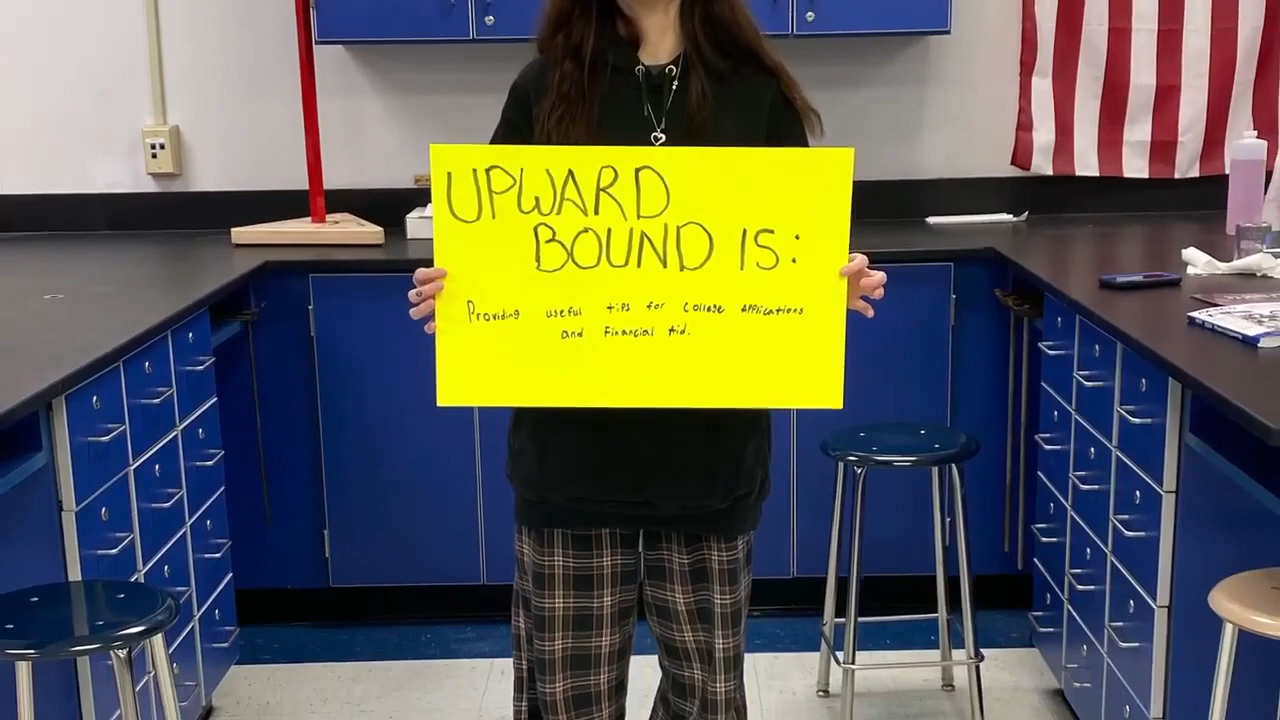 UPWARD
BOUND IS:
Providing useful tips for College Applications
and Financial Aid.